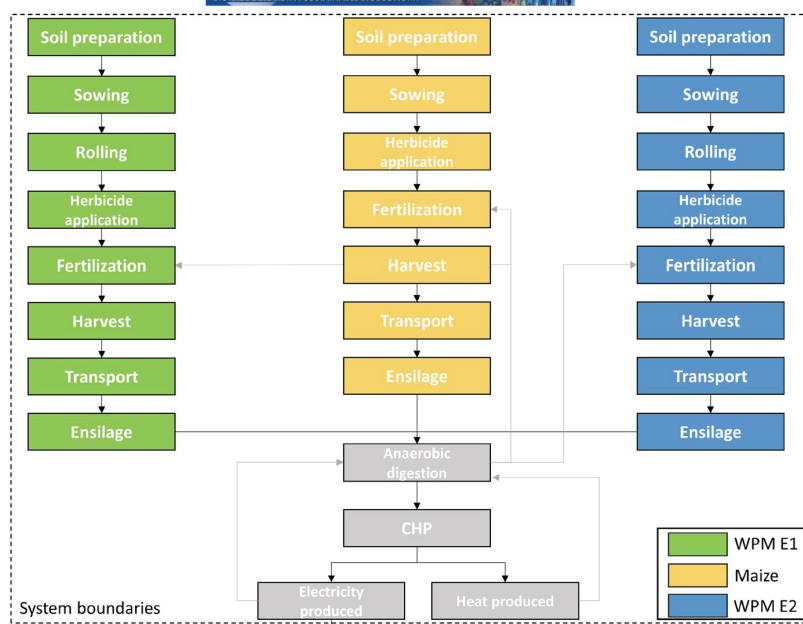 Soil preparation
Sowing
Rolling
Herbicide
application
Fertilization
Harvest
Transport
Ensilage
Soil preparation
Sowing
Herbicide
application
Fertilization
Harvest
Transport
Ensilage
Soil preparation
Sowing
Rolling
Herbicide
application
Fertilization
Harvest
Transport
Ensilage
Anaerobic
digestion
CHP
Electricity
produced
Heat produced
System boundaries
WPM E1
Maize
WPM E2